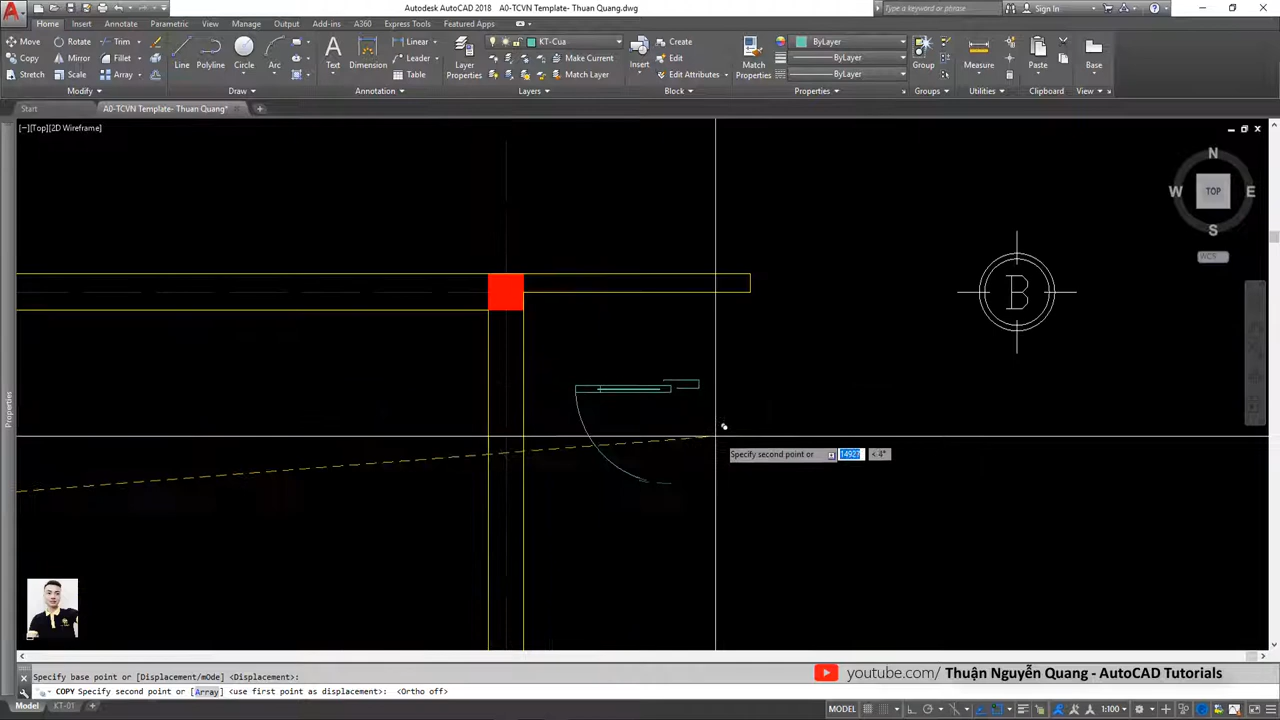 Autodesk AutoCAD 2018 A0-TCVN Template- Thuan Quang.dwg
Type a keyword or phrase
Sign In
Home Insert Annotate Parametric View Manage Output Add-ins A360 Express Tools Featured Apps
Move Rotate Trim
Copy Mirror Fillet
Stretch Scale Array
Line Polyline Circle Arc
Text Dimension
Linear
Leader
Table
Layer Properties
KT-Cua
Make Current
Match Layer
Insert
Create
Edit
Edit Attributes
Match Properties
ByLayer
ByLayer
ByLayer
Group Measure Paste Base
Modify Draw Annotation Layers Block Properties Groups Utilities Clipboard View
Start A0-TCVN Template- Thuan Quang*
[−][Top][2D Wireframe]
N
W TOP E
S
WCS
B
Specify second point or 14927 < 4°
Properties
Specify base point or [Displacement/mOde] <Displacement>:
COPY Specify second point or [Array] <use first point as displacement>: <Ortho off>
youtube.com/ Thuận Nguyễn Quang - AutoCAD Tutorials
Model KT-01 +
MODEL 1:100